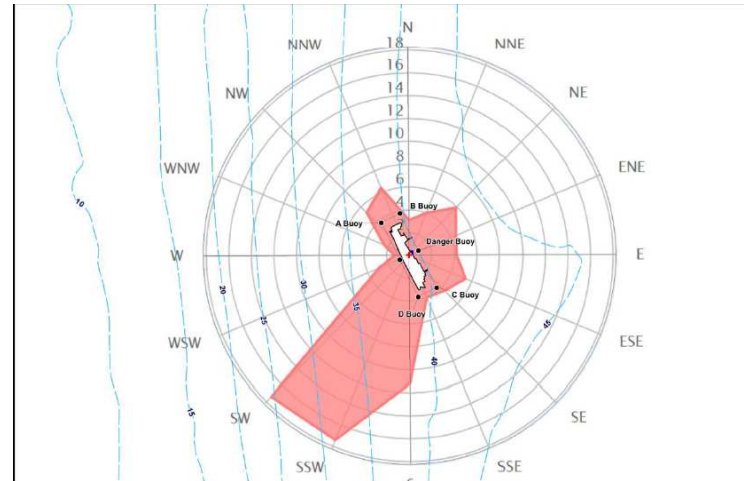 N
18
NNW
NNE
16
14
NW
NE
12
10
8
WNW
ENE
6
4
B Buoy
A Buoy
10
Danger Buoy
W
E
20
30
C Buoy
25
35
D Buoy
45
WSW
ESE
40
15
SW
SE
SSW
SSE